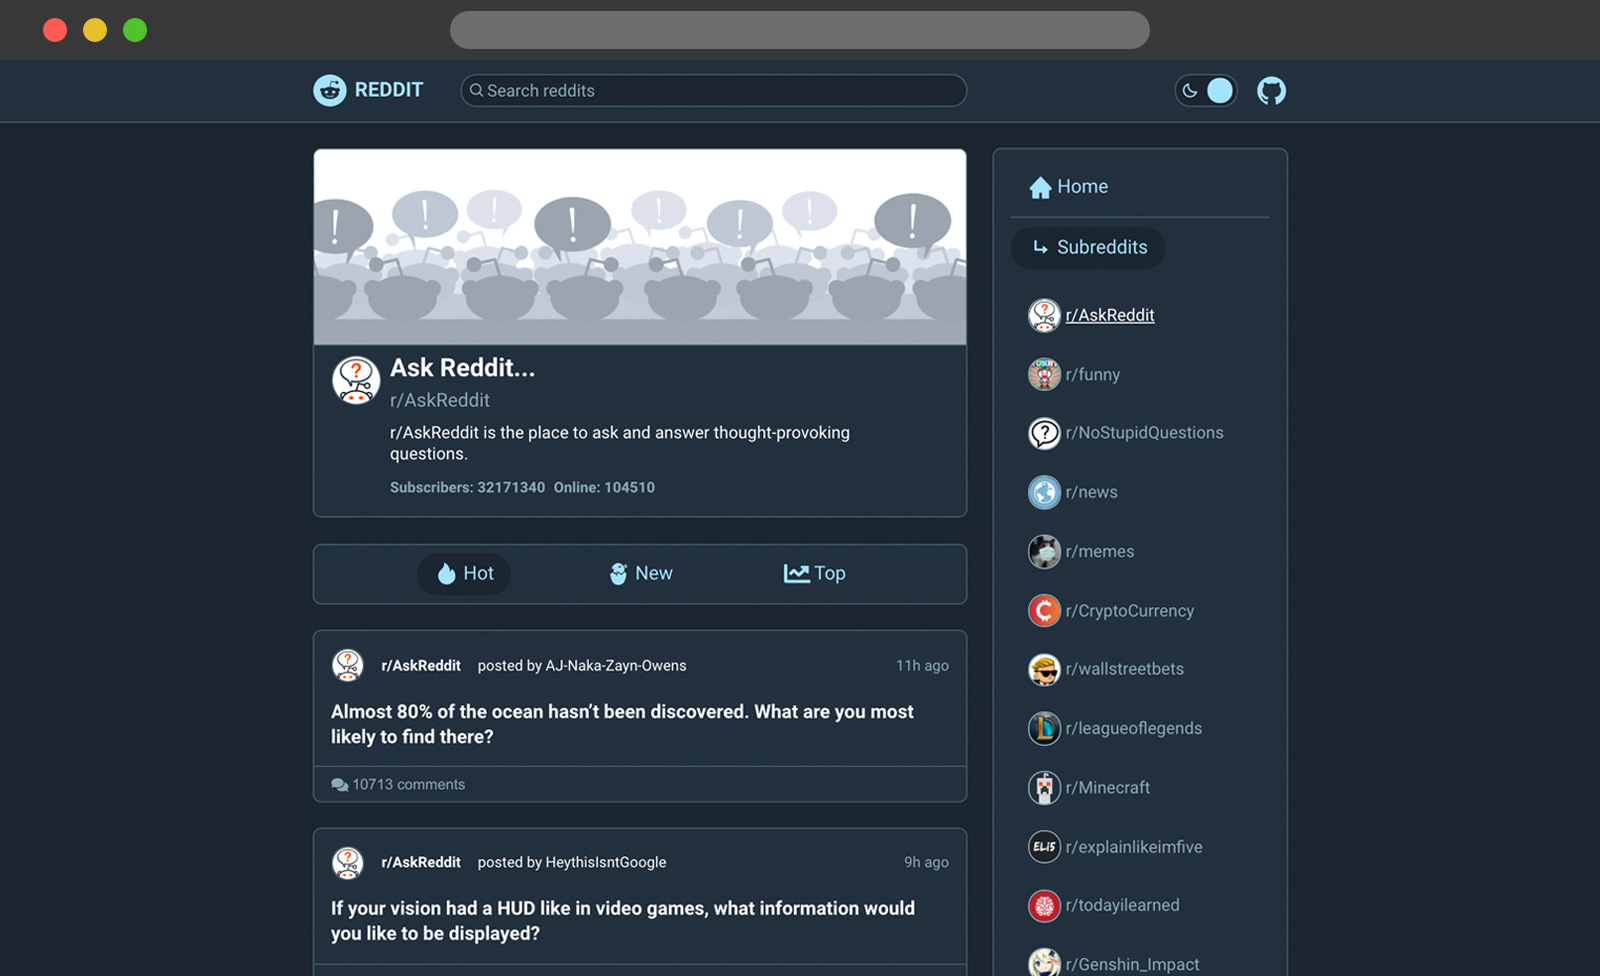 REDDIT
Search reddits
! ! ! ! ! ! ! !
Ask Reddit...
r/AskReddit
r/AskReddit is the place to ask and answer thought-provoking
questions.
Subscribers: 32171340 Online: 104510
Hot
New
Top
r/AskReddit posted by AJ-Naka-Zayn-Owens 11h ago
Almost 80% of the ocean hasn’t been discovered. What are you most
likely to find there?
10713 comments
r/AskReddit posted by HeythisIsntGoogle 9h ago
If your vision had a HUD like in video games, what information would
you like to be displayed?
Home
Subreddits
r/AskReddit
r/funny
r/NoStupidQuestions
r/news
r/memes
r/CryptoCurrency
r/wallstreetbets
r/leagueoflegends
r/Minecraft
ELI5 r/explainlikeimfive
r/todayilearned
r/Genshin_Impact